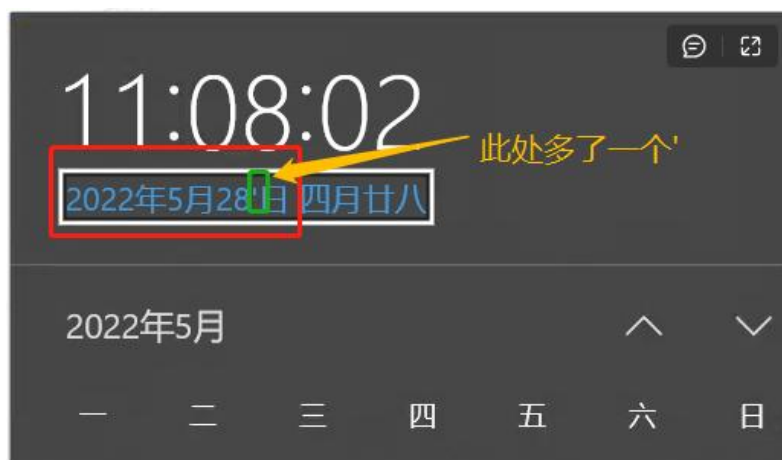 11:08:02
此处多了一个'
2022年5月28'日 四月廿八
2022年5月
一 二 三 四 五 六 日